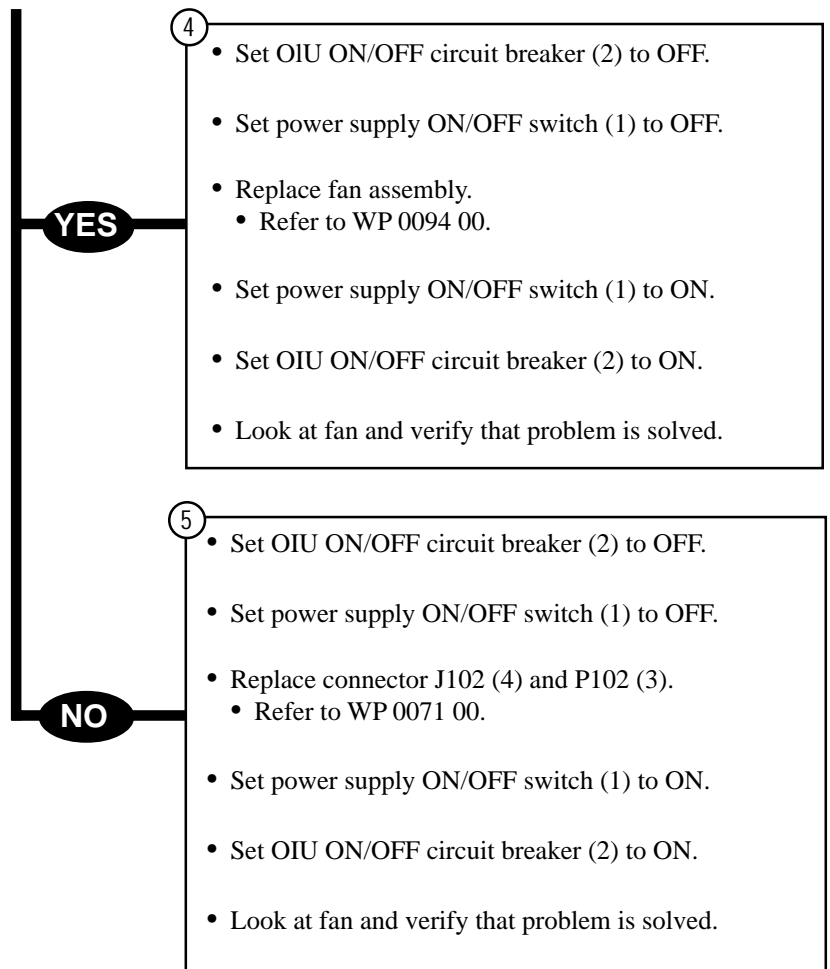 4
• Set OlU ON/OFF circuit breaker (2) to OFF.
• Set power supply ON/OFF switch (1) to OFF.
• Replace fan assembly.
• Refer to WP 0094 00.
YES
• Set power supply ON/OFF switch (1) to ON.
• Set OIU ON/OFF circuit breaker (2) to ON.
• Look at fan and verify that problem is solved.
5
• Set OIU ON/OFF circuit breaker (2) to OFF.
• Set power supply ON/OFF switch (1) to OFF.
• Replace connector J102 (4) and P102 (3).
• Refer to WP 0071 00.
NO
• Set power supply ON/OFF switch (1) to ON.
• Set OIU ON/OFF circuit breaker (2) to ON.
• Look at fan and verify that problem is solved.